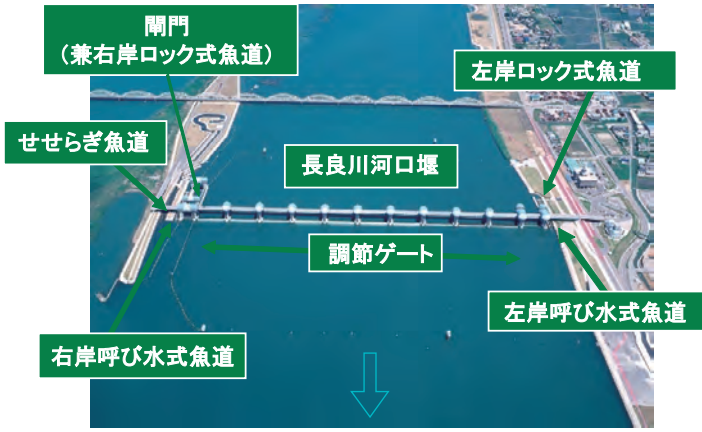 閘門
（兼右岸ロック式魚道）
左岸ロック式魚道
せせらぎ魚道
長良川河口堰
調節ゲート
左岸呼び水式魚道
右岸呼び水式魚道